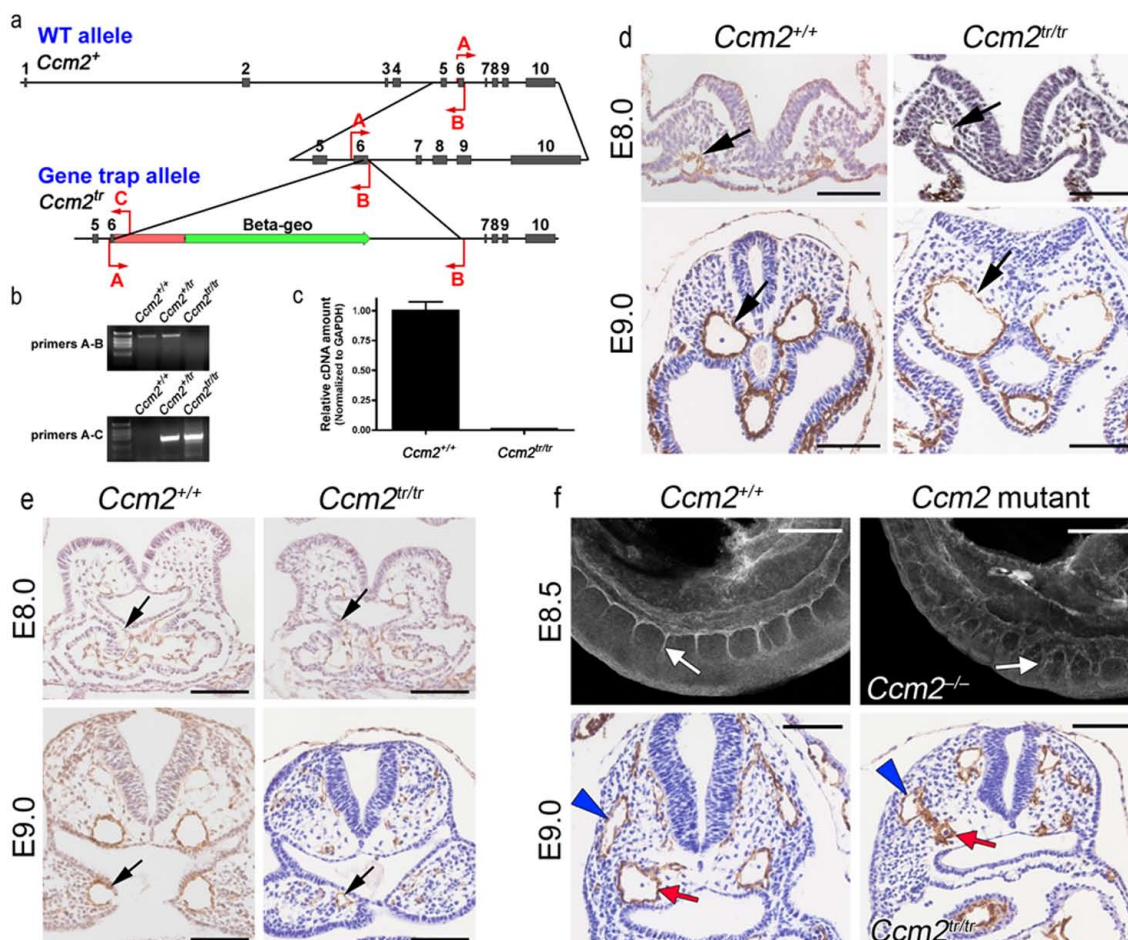 a
WT allele
Ccm2+
1 2 3 4 5 6 7 8 9 10
A
B
5 6 7 8 9 10
A
B
Gene trap allele
Ccm2tr
C
5 6 Beta-geo 7 8 9 10
A
B
b
Ccm2+/+ Ccm2+/tr Ccm2tr/tr
primers A-B
Ccm2+/+ Ccm2+/tr Ccm2tr/tr
primers A-C
c
Relative cDNA amount
(Normalized to GAPDH)
1.00
0.75
0.50
0.25
0.00
Ccm2+/+ Ccm2tr/tr
d
Ccm2+/+ Ccm2tr/tr
E8.0
E9.0
e
Ccm2+/+ Ccm2tr/tr
E8.0
E9.0
f
Ccm2+/+ Ccm2 mutant
E8.5
Ccm2–/–
E9.0
Ccm2tr/tr